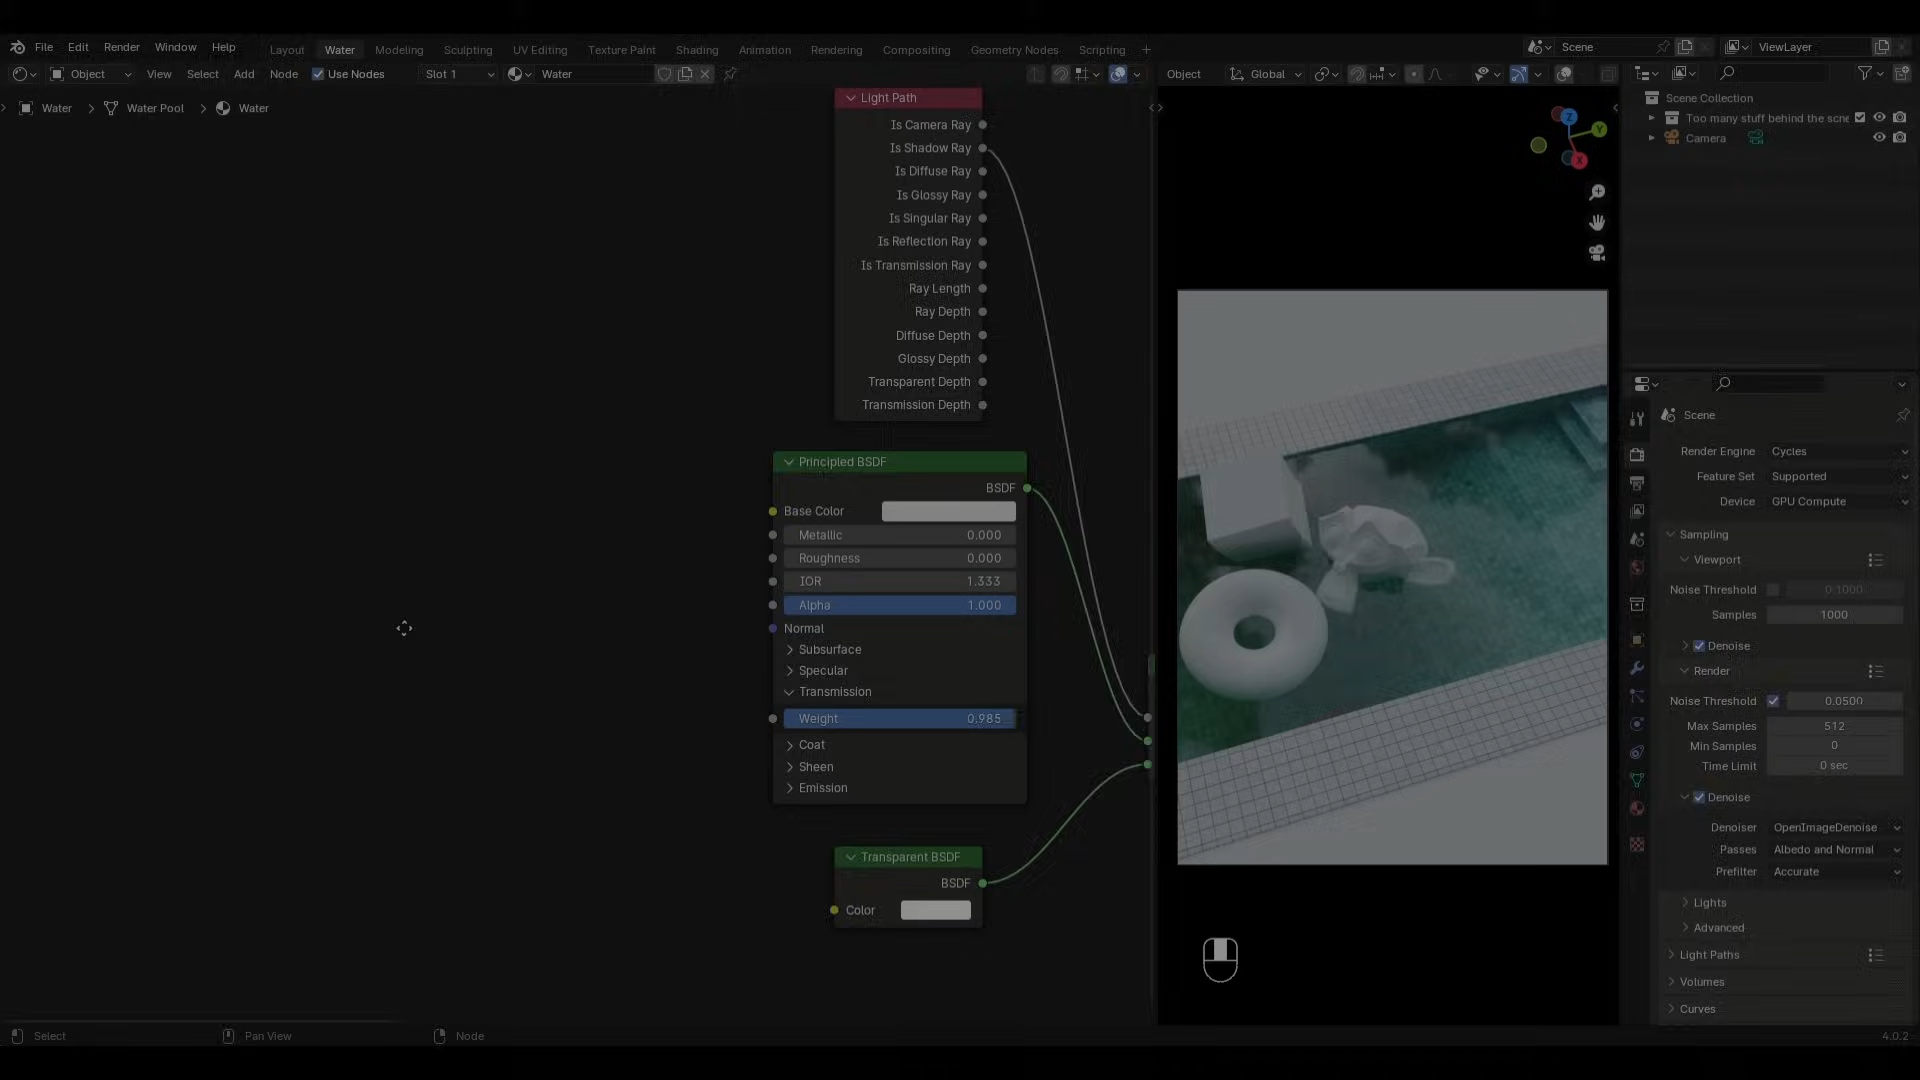 File Edit Render Window Help Layout Water Modeling Sculpting UV Editing Texture Paint Shading Animation Rendering Compositing Geometry Nodes Scripting + Scene ViewLayer
Object View Select Add Node Use Nodes Slot 1 Water Object Global
Water > Water Pool > Water
Scene Collection
Too many stuff behind the scne
Camera
Light Path
Is Camera Ray
Is Shadow Ray
Is Diffuse Ray
Is Glossy Ray
Is Singular Ray
Is Reflection Ray
Is Transmission Ray
Ray Length
Ray Depth
Diffuse Depth
Glossy Depth
Transparent Depth
Transmission Depth
Principled BSDF
BSDF
Base Color
Metallic 0.000
Roughness 0.000
IOR 1.333
Alpha 1.000
Normal
Subsurface
Specular
Transmission
Weight 0.985
Coat
Sheen
Emission
Transparent BSDF
BSDF
Color
Z
Y
X
Scene
Render Engine Cycles
Feature Set Supported
Device GPU Compute
Sampling
Viewport
Noise Threshold 0.1000
Samples 1000
Denoise
Render
Noise Threshold 0.0500
Max Samples 512
Min Samples 0
Time Limit 0 sec
Denoise
Denoiser OpenImageDenoise
Passes Albedo and Normal
Prefilter Accurate
Lights
Advanced
Light Paths
Volumes
Curves
Select Pan View Node 4.0.2